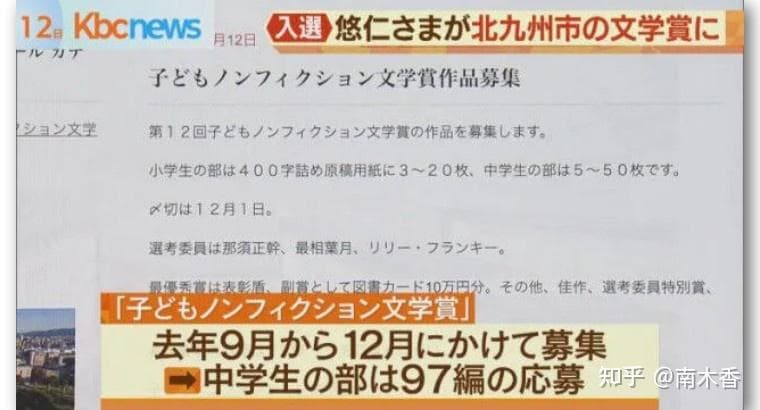 12日 Kbcnews
入選 悠仁さまが北九州市の文学賞に
月12日
ール ガ
子どもノンフィクション文学賞作品募集
クション文学
第12回子どもノンフィクション文学賞の作品を募集します。
小学生の部は400字詰め原稿用紙に3～20枚、中学生の部は5～50枚です。
〆切は12月1日。
選考委員は那須正幹、最相葉月、リリー・フランキー。
最優秀賞は表彰盾、副賞として図書カード10万円分。その他、佳作、選考委員特別賞、
「子どもノンフィクション文学賞」
去年9月から12月にかけて募集
➡中学生の部は97編の応募
知乎 @南木香